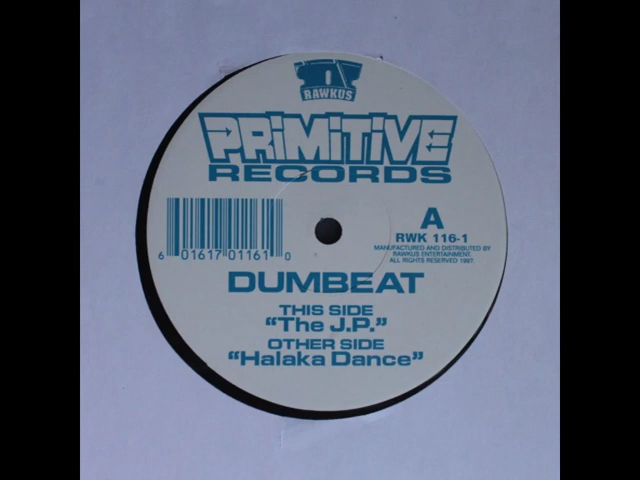 RAWKUS
PRIMITIVE
RECORDS
A
RWK 116-1
MANUFACTURED AND DISTRIBUTED BY
RAWKUS ENTERTAINMENT.
ALL RIGHTS RESERVED 1997.
6 01617 01161 0
DUMBEAT
THIS SIDE
"The J.P."
OTHER SIDE
"Halaka Dance"